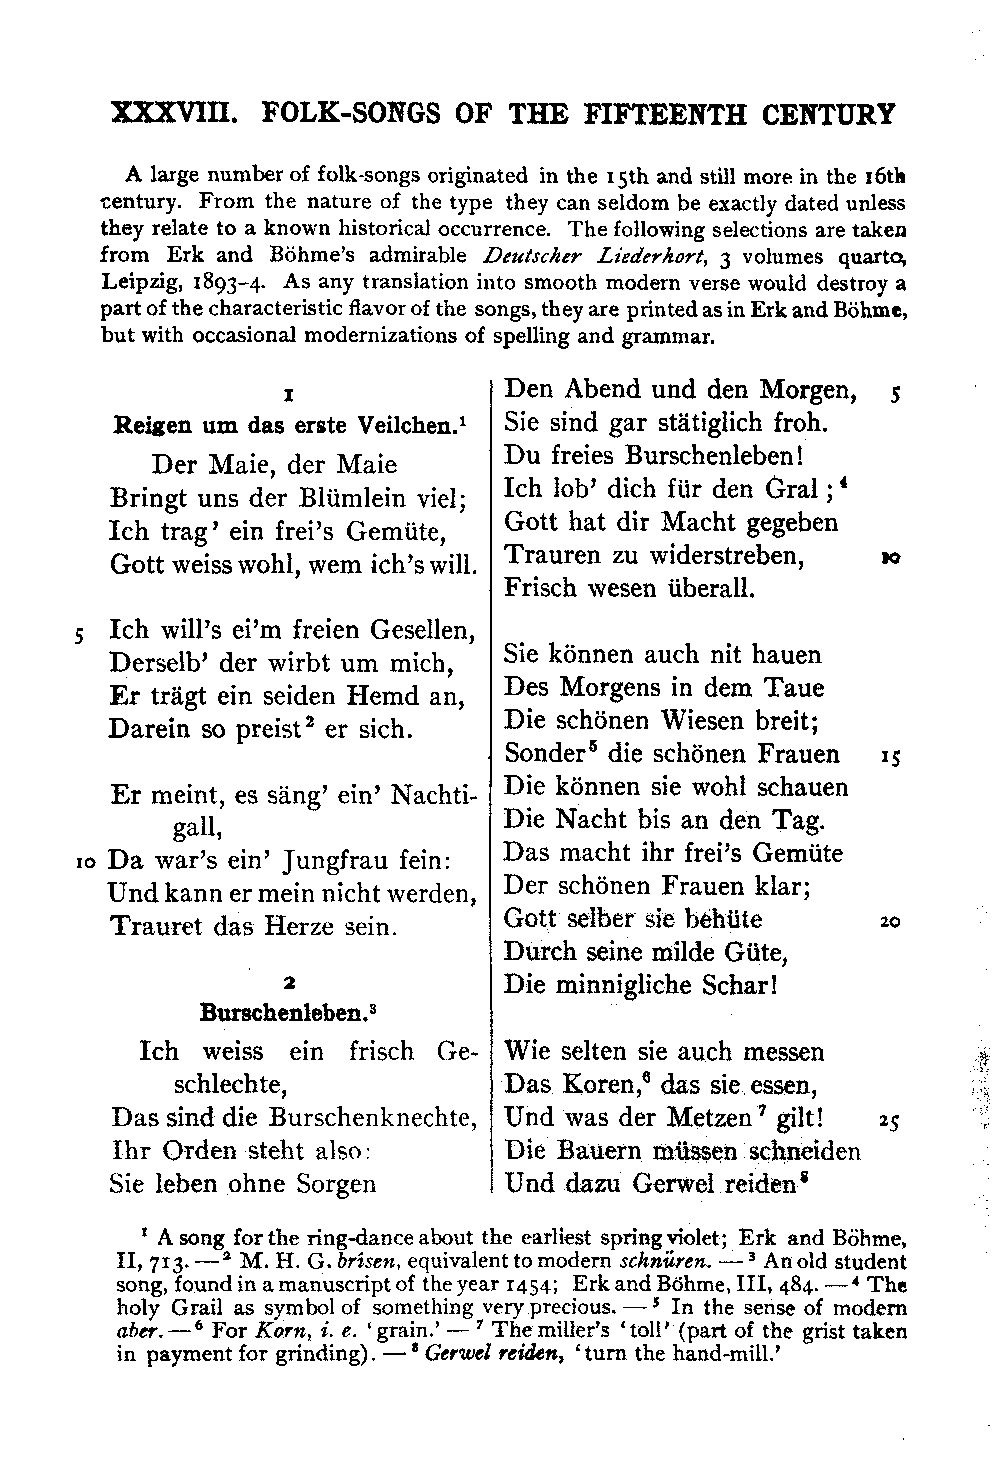 XXXVIII. FOLK-SONGS OF THE FIFTEENTH CENTURY
A large number of folk-songs originated in the 15th and still more in the 16th
century. From the nature of the type they can seldom be exactly dated unless
they relate to a known historical occurrence. The following selections are taken
from Erk and Böhme's admirable Deutscher Liederhort, 3 volumes quarto,
Leipzig, 1893-4. As any translation into smooth modern verse would destroy a
part of the characteristic flavor of the songs, they are printed as in Erk and Böhme,
but with occasional modernizations of spelling and grammar.
1
Reigen um das erste Veilchen.¹
Der Maie, der Maie
Bringt uns der Blümlein viel;
Ich trag' ein frei's Gemüte,
Gott weiss wohl, wem ich's will.
5 Ich will's ei'm freien Gesellen,
Derselb' der wirbt um mich,
Er trägt ein seiden Hemd an,
Darein so preist² er sich.
Er meint, es säng' ein' Nachti-
gall,
10 Da war's ein' Jungfrau fein:
Und kann er mein nicht werden,
Trauret das Herze sein.
2
Burschenleben.³
Ich weiss ein frisch Ge-
schlechte,
Das sind die Burschenknechte,
Ihr Orden steht also:
Sie leben ohne Sorgen
Den Abend und den Morgen, 5
Sie sind gar stätiglich froh.
Du freies Burschenleben!
Ich lob' dich für den Gral;⁴
Gott hat dir Macht gegeben
Trauren zu widerstreben, 10
Frisch wesen überall.
Sie können auch nit hauen
Des Morgens in dem Taue
Die schönen Wiesen breit;
Sonder⁵ die schönen Frauen 15
Die können sie wohl schauen
Die Nacht bis an den Tag.
Das macht ihr frei's Gemüte
Der schönen Frauen klar;
Gott selber sie behüte 20
Durch seine milde Güte,
Die minnigliche Schar!
Wie selten sie auch messen
Das Koren,⁶ das sie essen,
Und was der Metzen⁷ gilt! 25
Die Bauern müssen schneiden
Und dazu Gerwel reiden⁸
¹ A song for the ring-dance about the earliest spring violet; Erk and Böhme,
II, 713. — ² M. H. G. brisen, equivalent to modern schnüren. — ³ An old student
song, found in a manuscript of the year 1454; Erk and Böhme, III, 484. — ⁴ The
holy Grail as symbol of something very precious. — ⁵ In the sense of modern
aber. — ⁶ For Korn, i. e. 'grain.' — ⁷ The miller's 'toll' (part of the grist taken
in payment for grinding). — ⁸ Gerwel reiden, 'turn the hand-mill.'